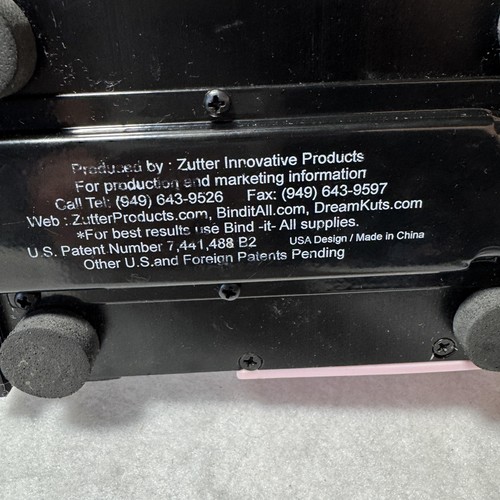 Produced by : Zutter Innovative Products
For production and marketing information
Call Tel: (949) 643-9526 Fax: (949) 643-9597
Web : ZutterProducts.com, BinditAll.com, DreamKuts.com
*For best results use Bind -it- All supplies.
U.S. Patent Number 7,441,488 B2 USA Design / Made in China
Other U.S.and Foreign Patents Pending